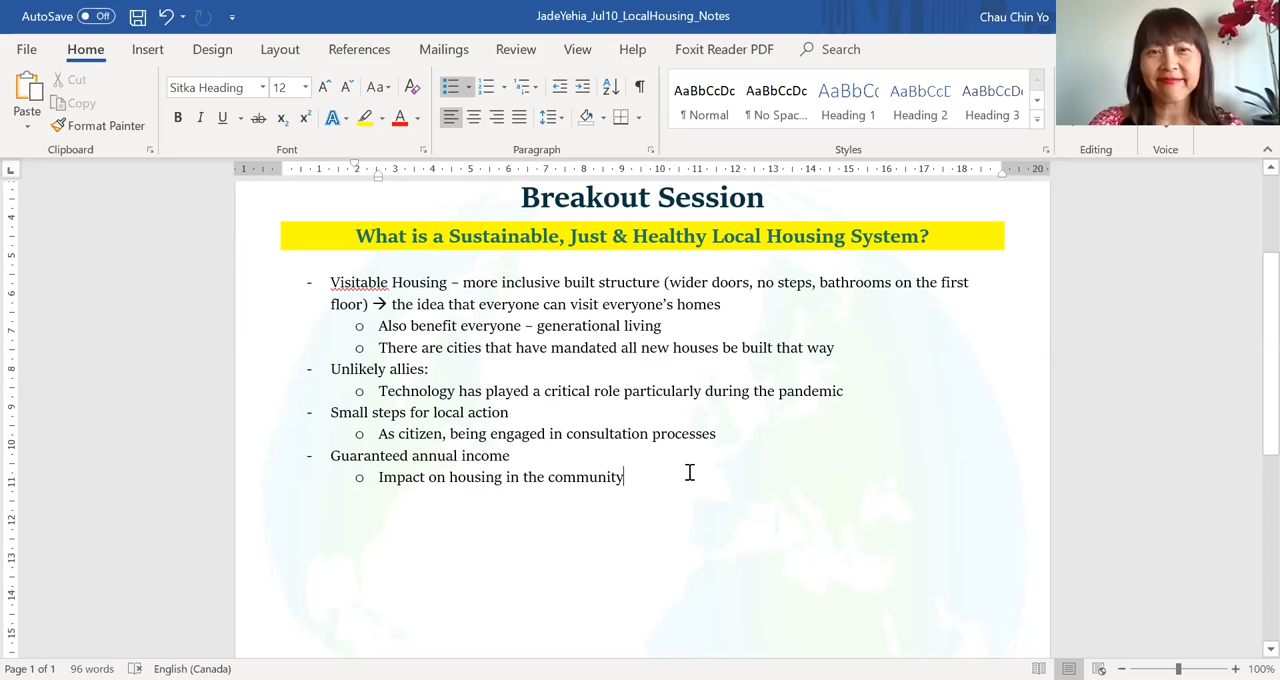 AutoSave Off
JadeYehia_Jul10_LocalHousing_Notes
Chau Chin Yo
File Home Insert Design Layout References Mailings Review View Help Foxit Reader PDF Search
Paste
Cut
Copy
Format Painter
Clipboard
Sitka Heading 12
Font
Paragraph
AaBbCcDc AaBbCcDc AaBbCc AaBbCcD AaBbCcDc
¶ Normal ¶ No Spac... Heading 1 Heading 2 Heading 3
Styles
Editing
Voice
Breakout Session
What is a Sustainable, Just & Healthy Local Housing System?
- Visitable Housing – more inclusive built structure (wider doors, no steps, bathrooms on the first
floor) → the idea that everyone can visit everyone's homes
o Also benefit everyone – generational living
o There are cities that have mandated all new houses be built that way
- Unlikely allies:
o Technology has played a critical role particularly during the pandemic
- Small steps for local action
o As citizen, being engaged in consultation processes
- Guaranteed annual income
o Impact on housing in the community
Page 1 of 1 96 words English (Canada) 100%